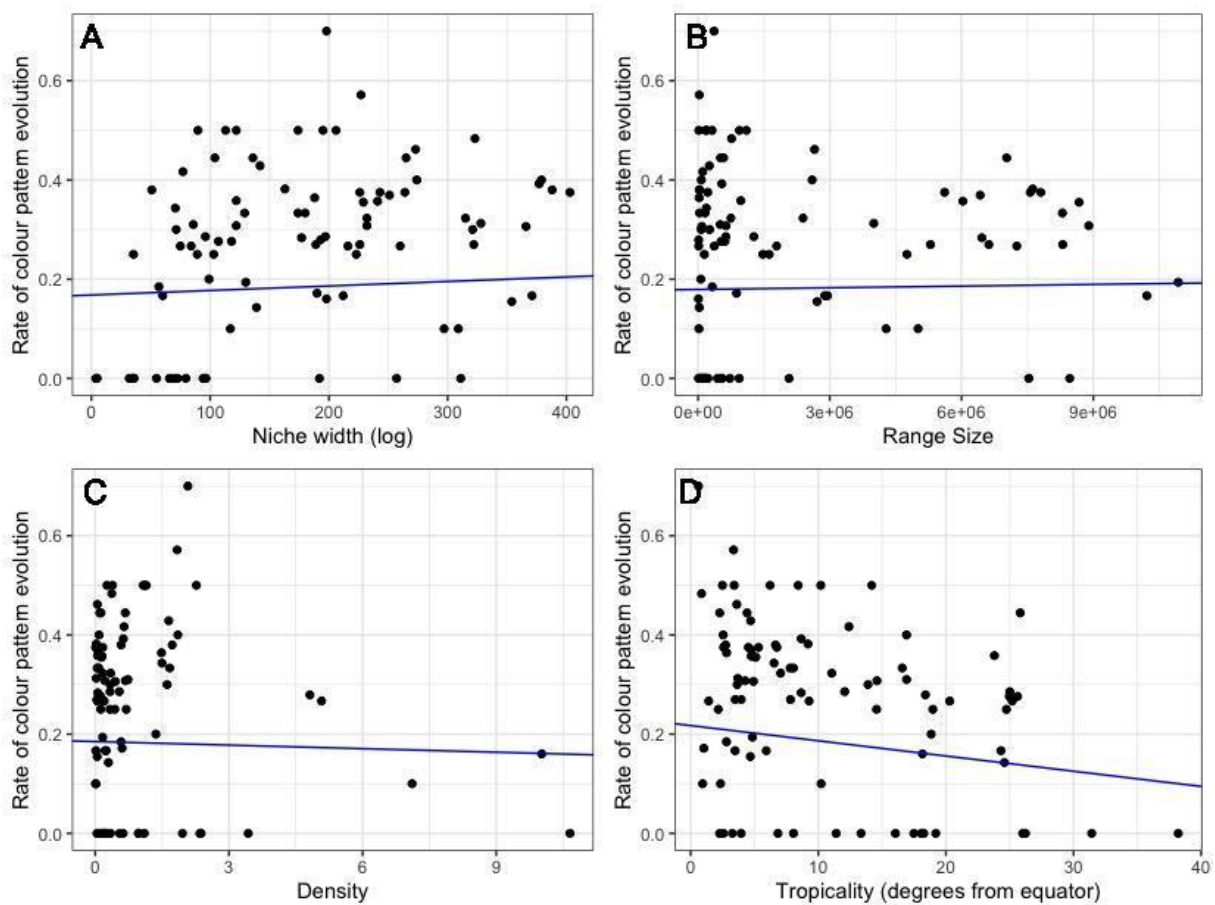 A
Rate of colour pattern evolution
0.6
0.4
0.2
0.0
0 100 200 300 400
Niche width (log)
B
Rate of colour pattern evolution
0.6
0.4
0.2
0.0
0e+00 3e+06 6e+06 9e+06
Range Size
C
Rate of colour pattern evolution
0.6
0.4
0.2
0.0
0 3 6 9
Density
D
Rate of colour pattern evolution
0.6
0.4
0.2
0.0
0 10 20 30 40
Tropicality (degrees from equator)